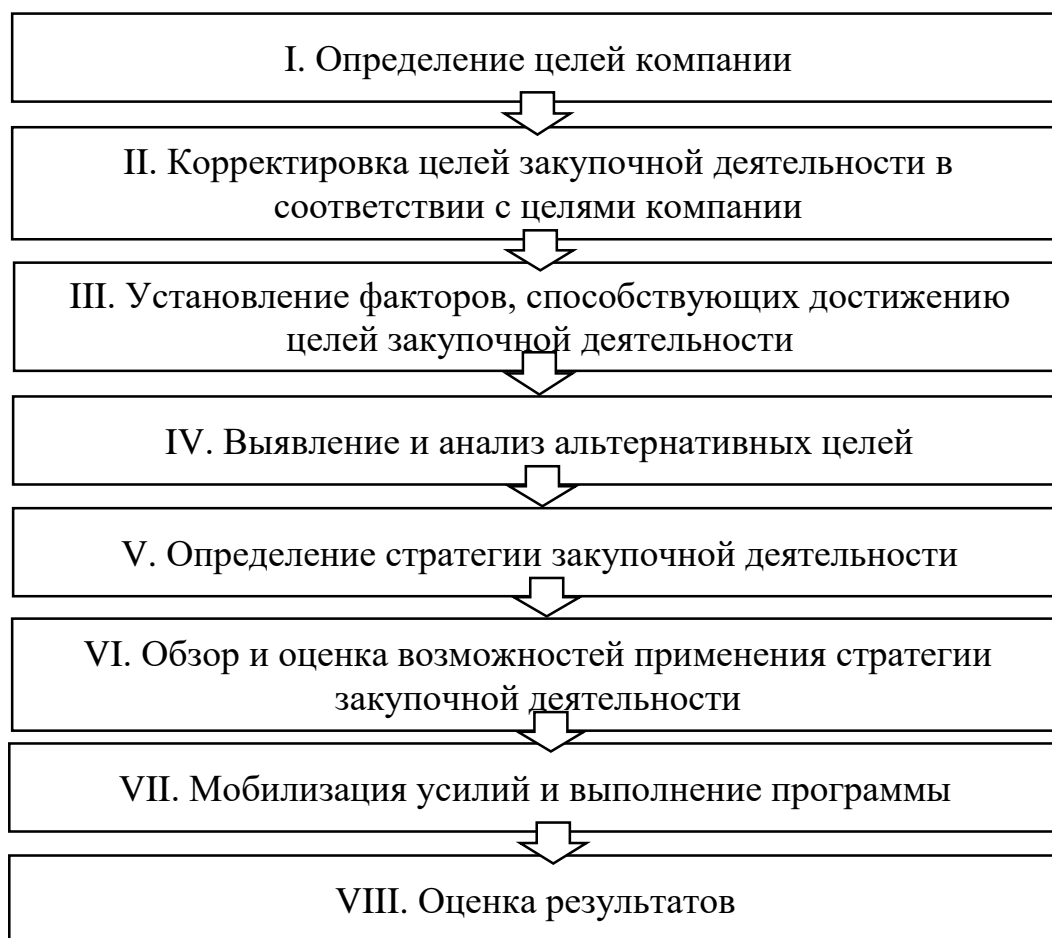 I. Определение целей компании
II. Корректировка целей закупочной деятельности в
соответствии с целями компании
III. Установление факторов, способствующих достижению
целей закупочной деятельности
IV. Выявление и анализ альтернативных целей
V. Определение стратегии закупочной деятельности
VI. Обзор и оценка возможностей применения стратегии
закупочной деятельности
VII. Мобилизация усилий и выполнение программы
VIII. Оценка результатов